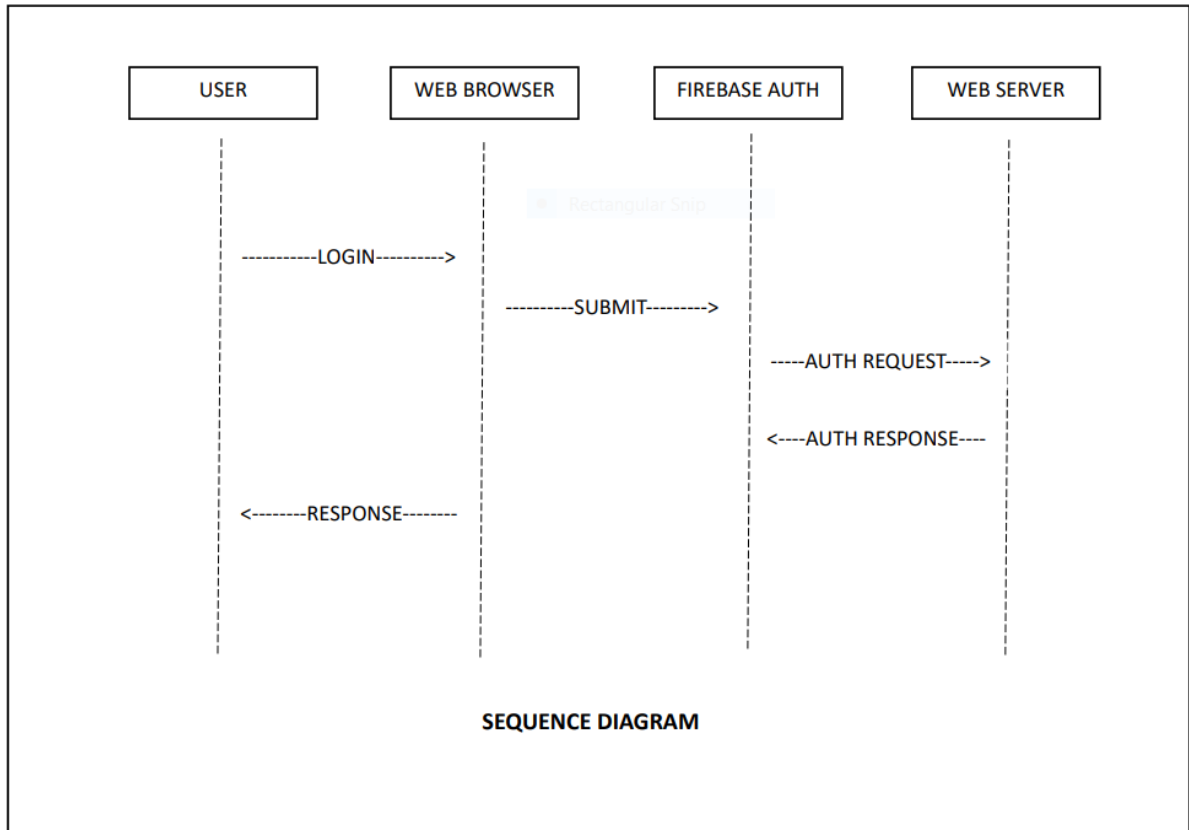 USER
WEB BROWSER
FIREBASE AUTH
WEB SERVER
Rectangular Snip
-----------LOGIN----------->
----------SUBMIT--------->
-----AUTH REQUEST----->
<----AUTH RESPONSE----
<--------RESPONSE--------
SEQUENCE DIAGRAM